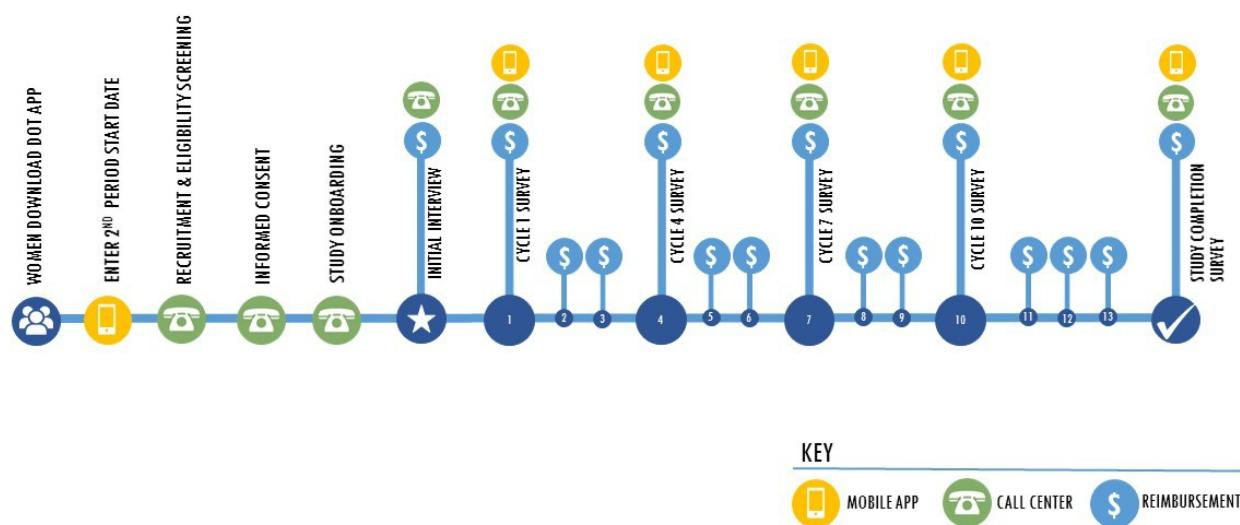 WOMEN DOWNLOAD DOT APP
ENTER 2ND PERIOD START DATE
RECRUITMENT & ELIGIBILITY SCREENING
INFORMED CONSENT
STUDY ONBOARDING
INITIAL INTERVIEW
CYCLE 1 SURVEY
CYCLE 4 SURVEY
CYCLE 7 SURVEY
CYCLE 10 SURVEY
STUDY COMPLETION
SURVEY
$ $ $ $ $ $
$ $ $ $ $ $ $ $ $
1 2 3 4 5 6 7 8 9 10 11 12 13
KEY
MOBILE APP
CALL CENTER
$ REIMBURSEMENT